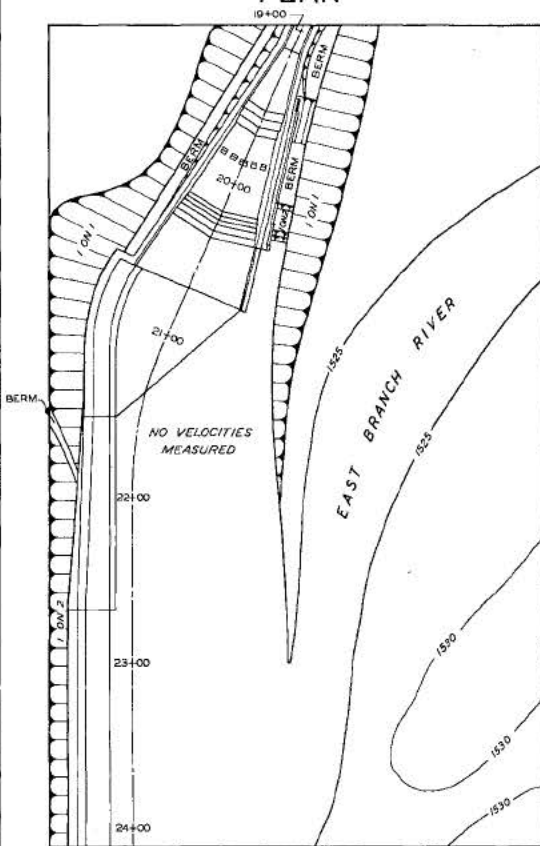 PLAN
19+00
BERM
BERM
20+00
BERM
1 ON 1
1 ON 1
21+00
1525
EAST BRANCH RIVER
1525
BERM
NO VELOCITIES
MEASURED
22+00
1 ON 2
23+00
1530
1530
1530
24+00